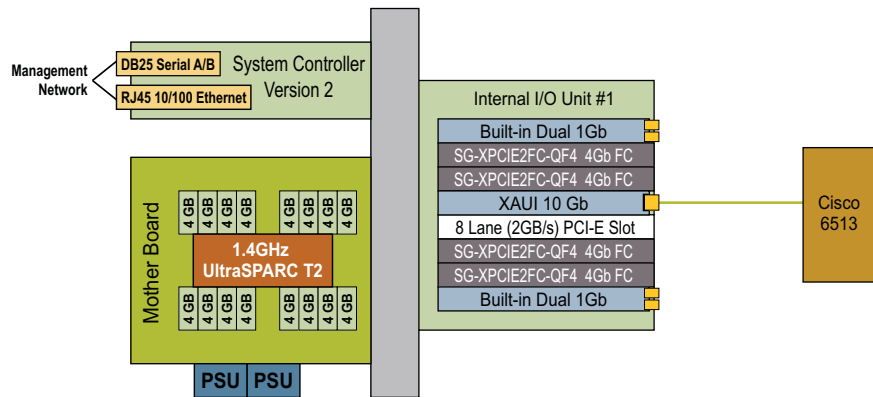 Management
Network
DB25 Serial A/B
RJ45 10/100 Ethernet
System Controller
Version 2
Mother Board
4 GB
4 GB
4 GB
4 GB
4 GB
4 GB
4 GB
4 GB
1.4GHz
UltraSPARC T2
4 GB
4 GB
4 GB
4 GB
4 GB
4 GB
4 GB
4 GB
PSU
PSU
Internal I/O Unit #1
Built-in Dual 1Gb
SG-XPCIE2FC-QF4 4Gb FC
SG-XPCIE2FC-QF4 4Gb FC
XAUI 10 Gb
8 Lane (2GB/s) PCI-E Slot
SG-XPCIE2FC-QF4 4Gb FC
SG-XPCIE2FC-QF4 4Gb FC
Built-in Dual 1Gb
Cisco
6513